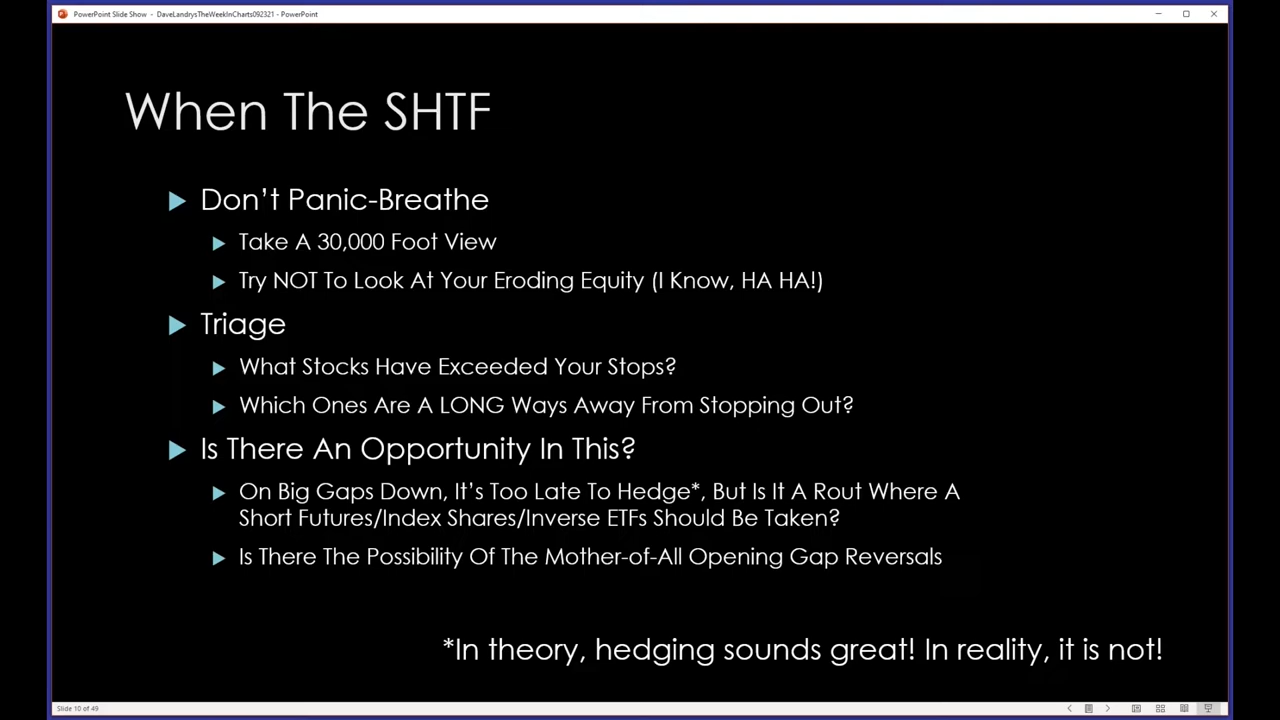 PowerPoint Slide Show - DaveLandrysTheWeekInCharts092321 - PowerPoint
When The SHTF
Don't Panic-Breathe
Take A 30,000 Foot View
Try NOT To Look At Your Eroding Equity (I Know, HA HA!)
Triage
What Stocks Have Exceeded Your Stops?
Which Ones Are A LONG Ways Away From Stopping Out?
Is There An Opportunity In This?
On Big Gaps Down, It's Too Late To Hedge*, But Is It A Rout Where A
Short Futures/Index Shares/Inverse ETFs Should Be Taken?
Is There The Possibility Of The Mother-of-All Opening Gap Reversals
*In theory, hedging sounds great! In reality, it is not!
Slide 10 of 49